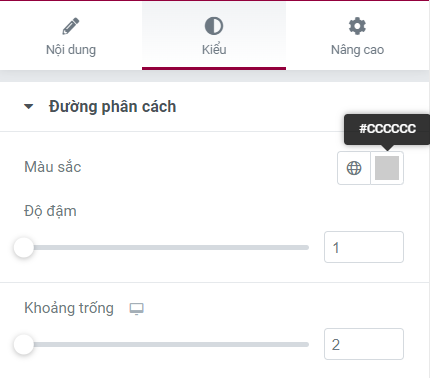 Nội dung
Kiểu
Nâng cao
Đường phân cách
#CCCCCC
Màu sắc
Độ đậm
1
Khoảng trống
2